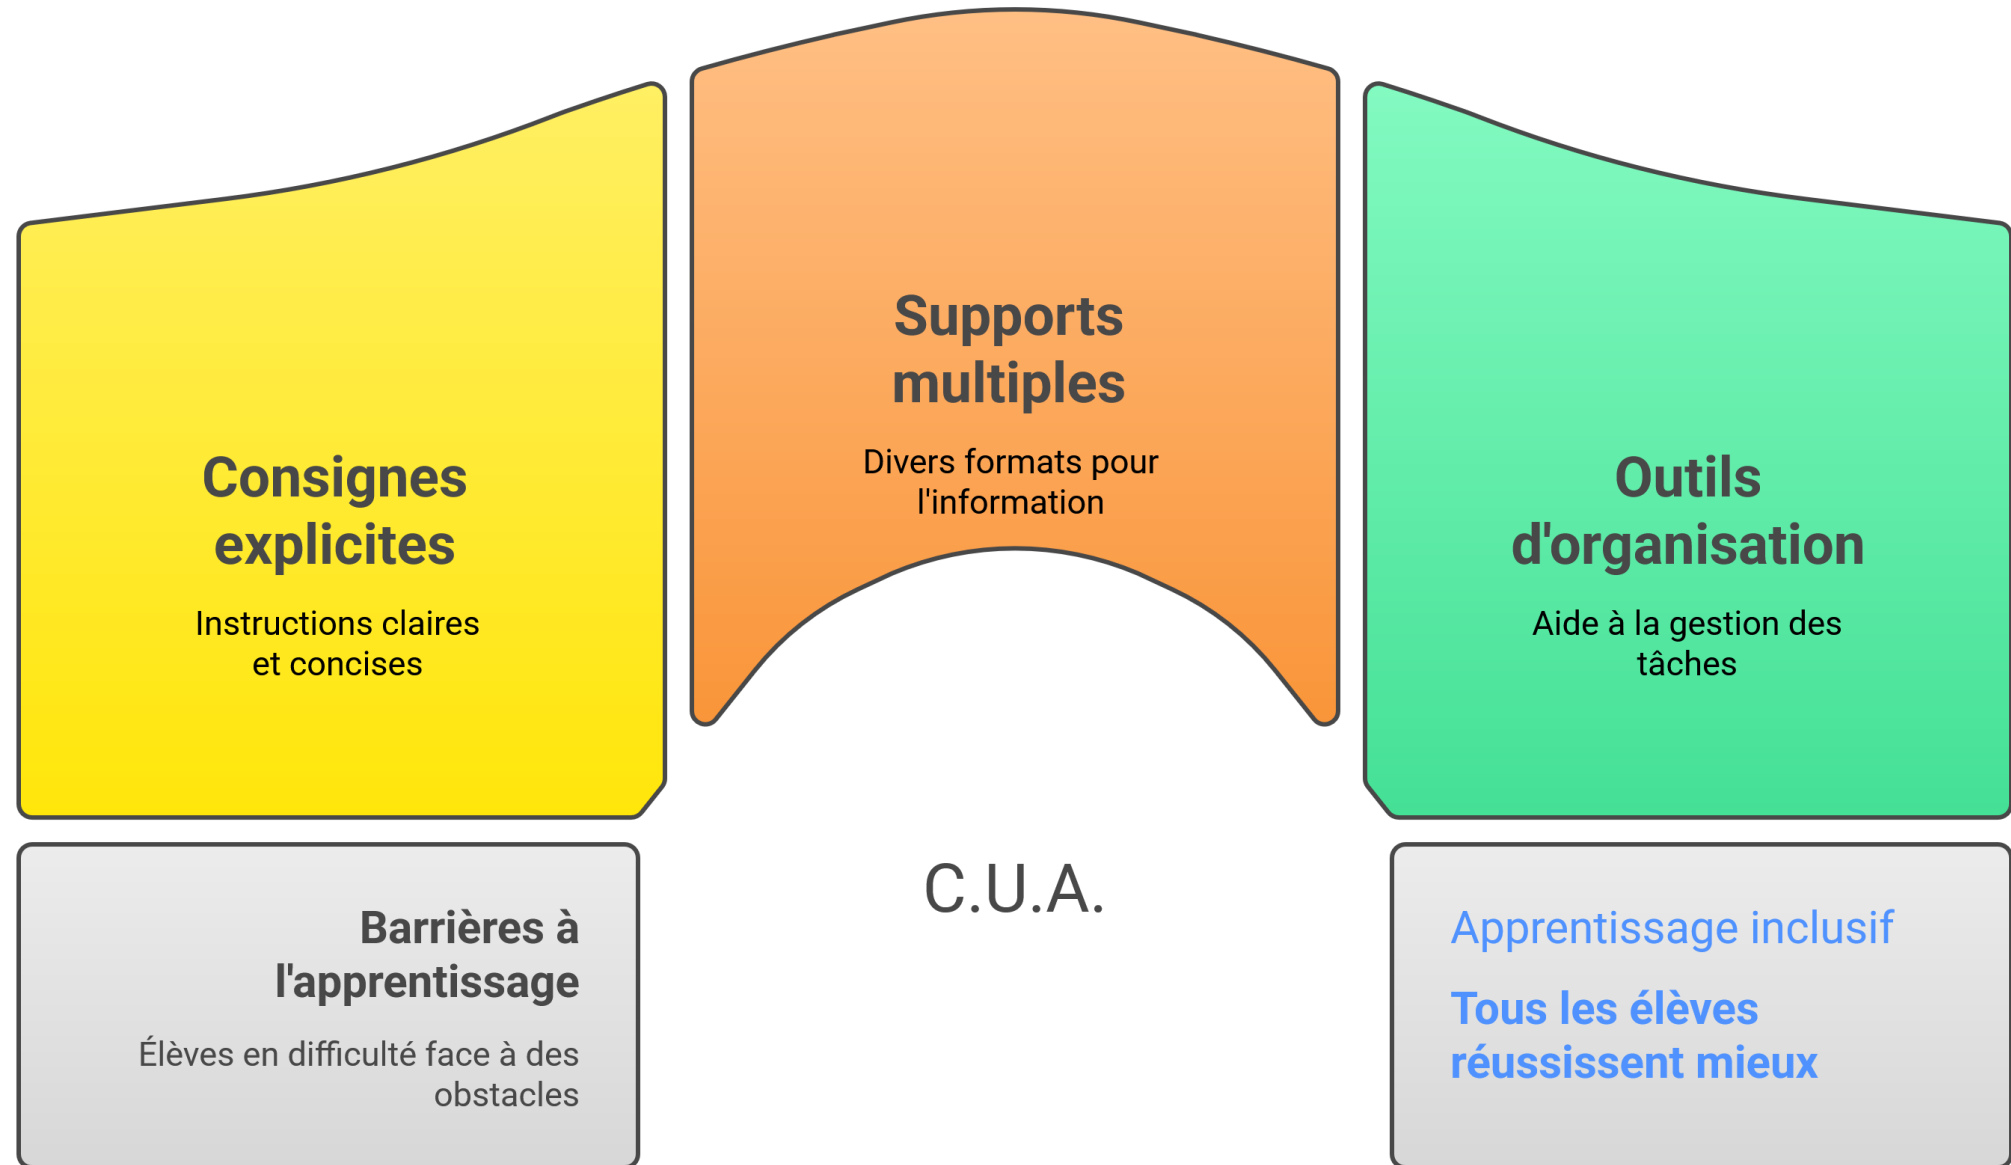 Supports
multiples
Divers formats pour
l'information
Consignes
explicites
Instructions claires
et concises
Outils
d'organisation
Aide à la gestion des
tâches
C.U.A.
Barrières à
l'apprentissage
Élèves en difficulté face à des
obstacles
Apprentissage inclusif
Tous les élèves
réussissent mieux